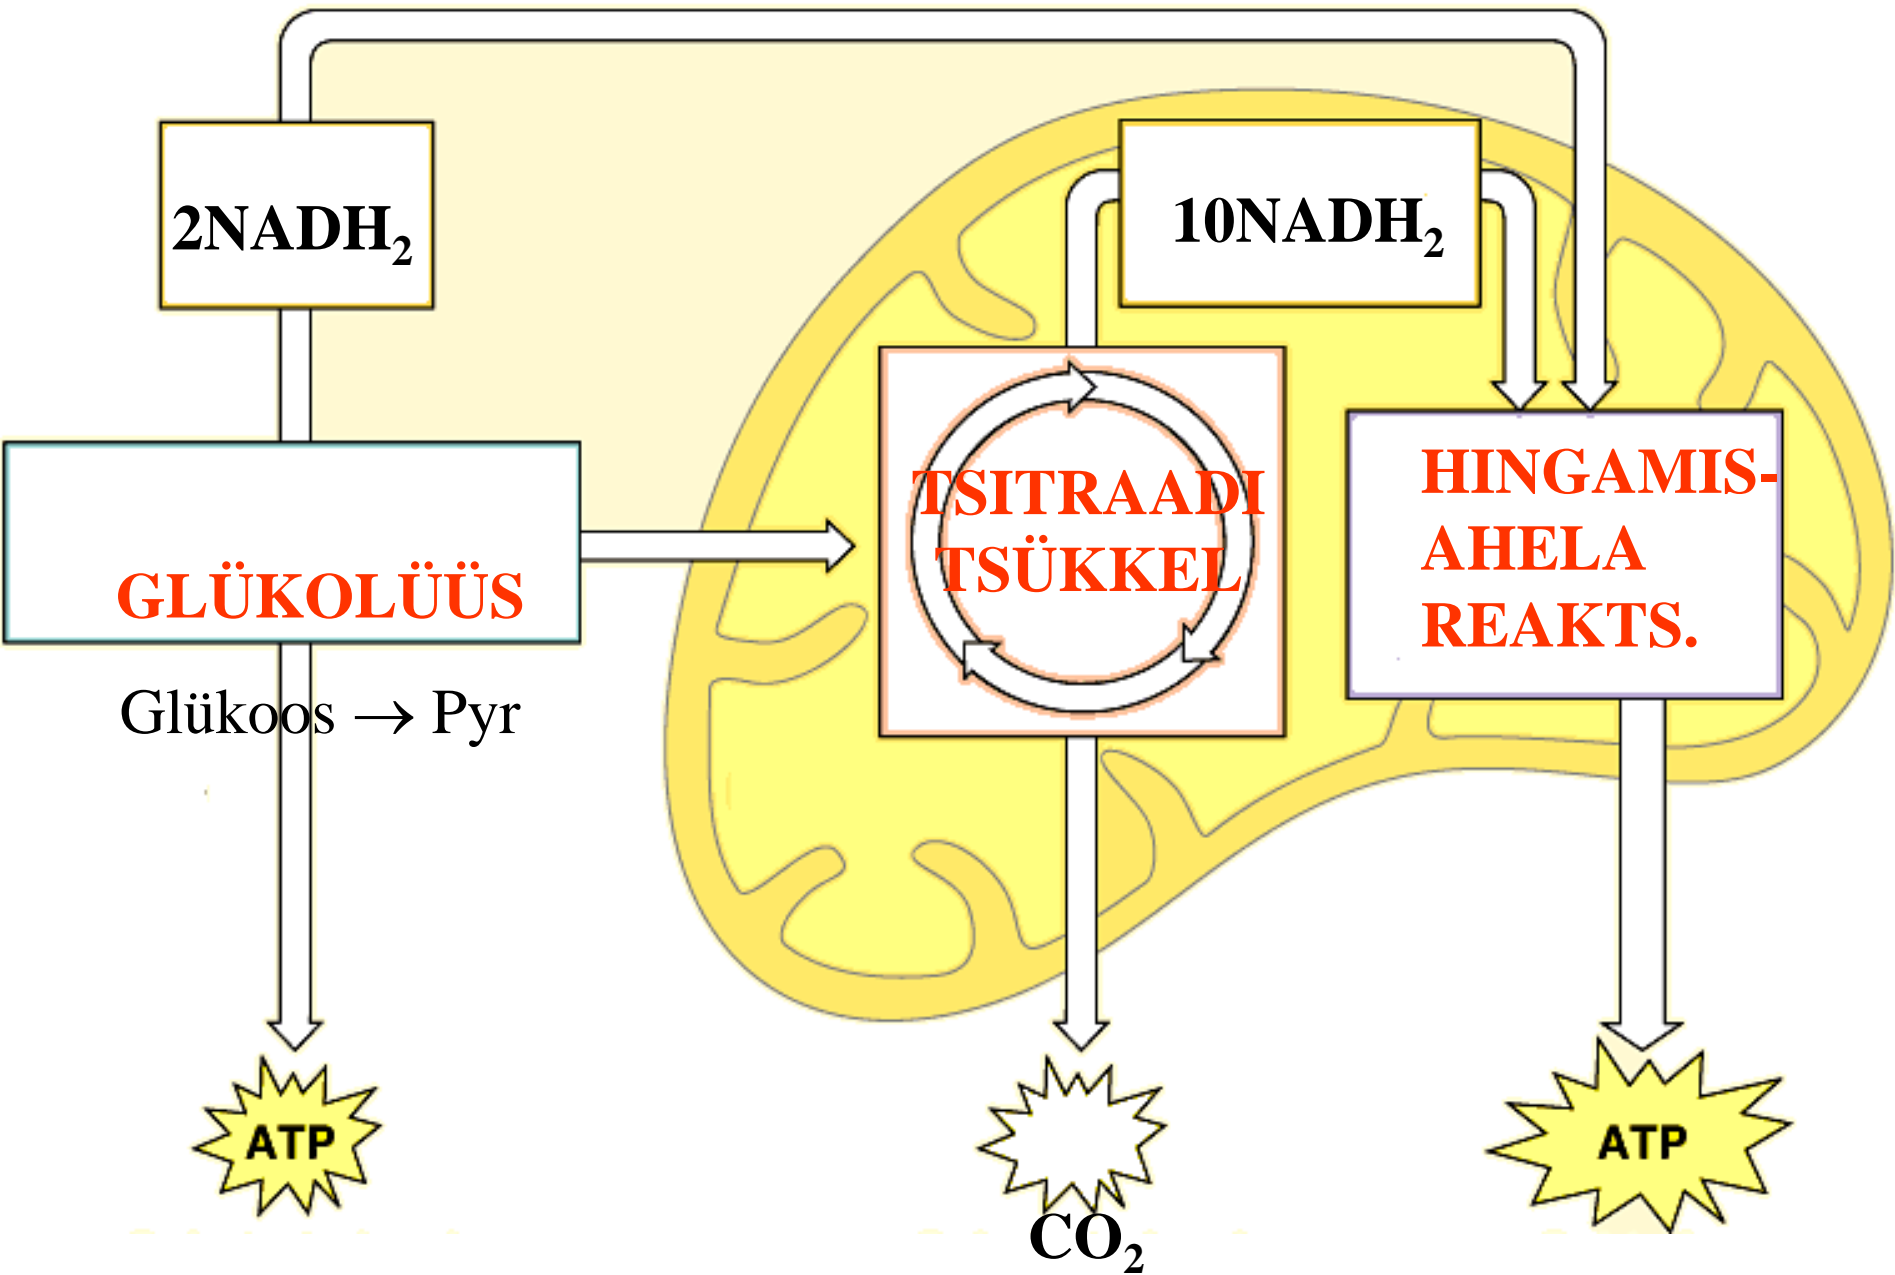 2NADH₂
10NADH₂
GLÜKOLÜÜS
Glükoos → Pyr
TSITRAADI
TSÜKKEL
HINGAMIS-
AHELA
REAKTS.
ATP
CO₂
ATP